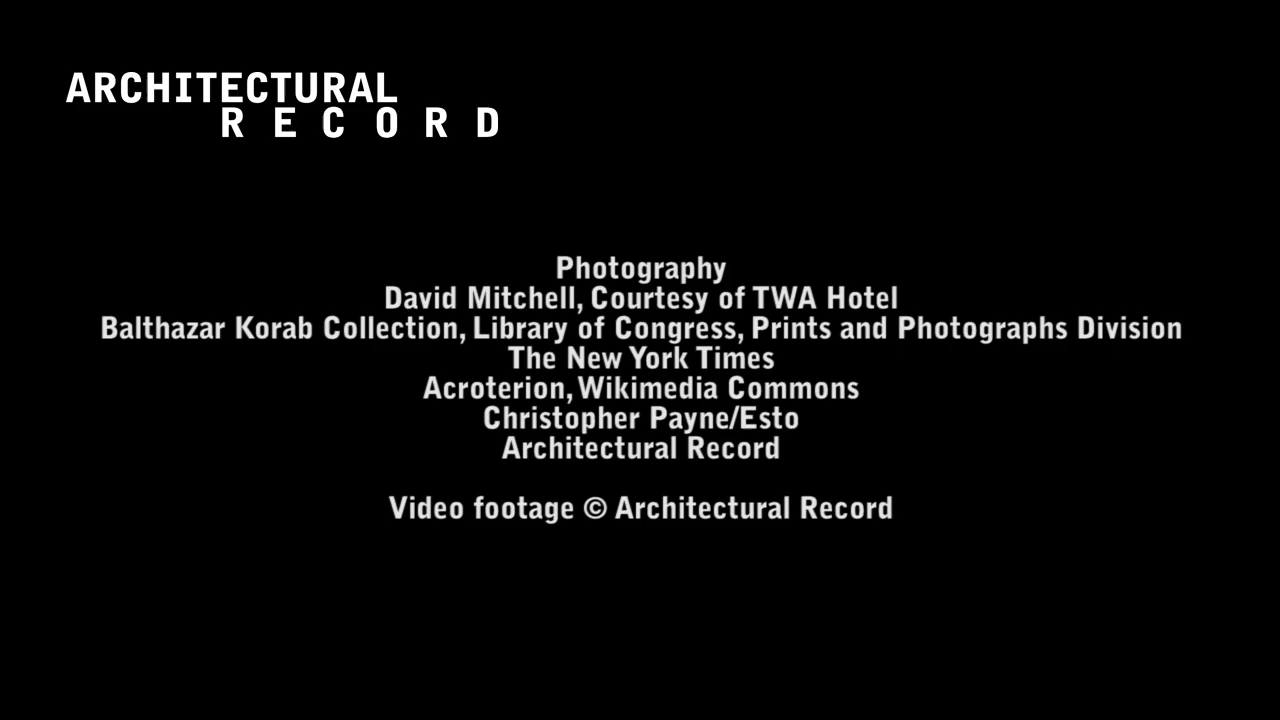 ARCHITECTURAL
RECORD
Photography
David Mitchell, Courtesy of TWA Hotel
Balthazar Korab Collection, Library of Congress, Prints and Photographs Division
The New York Times
Acroterion, Wikimedia Commons
Christopher Payne/Esto
Architectural Record
Video footage © Architectural Record